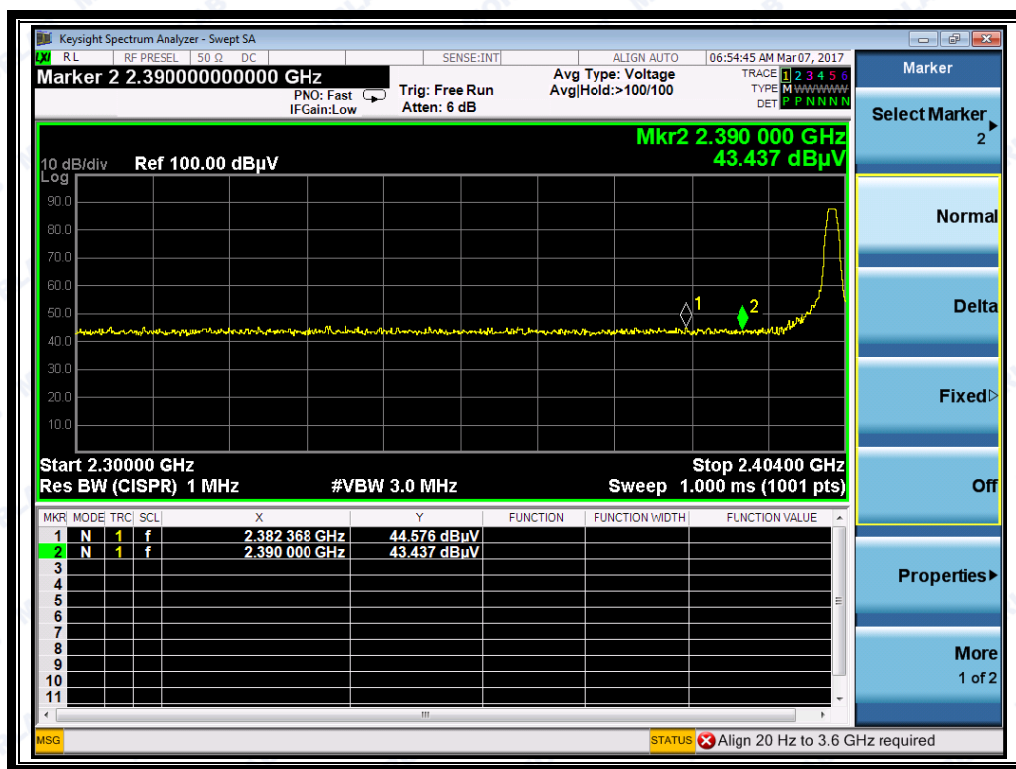 Keysight Spectrum Analyzer - Swept SA
LXI RL RF PRESEL 50 Ω DC SENSE:INT ALIGN AUTO 06:54:45 AM Mar 07, 2017
Marker 2 2.390000000000 GHz
PNO: Fast
IFGain:Low
Trig: Free Run
Atten: 6 dB
Avg Type: Voltage
Avg|Hold:>100/100
TRACE 1 2 3 4 5 6
TYPE M WWWWW
DET P P N N N N
Mkr2 2.390 000 GHz
43.437 dBµV
10 dB/div Ref 100.00 dBµV
Log
90.0
80.0
70.0
60.0
50.0
40.0
30.0
20.0
10.0
1
2
Start 2.30000 GHz Stop 2.40400 GHz
Res BW (CISPR) 1 MHz #VBW 3.0 MHz Sweep 1.000 ms (1001 pts)
MKR MODE TRC SCL X Y FUNCTION FUNCTION WIDTH FUNCTION VALUE
1 N 1 f 2.382 368 GHz 44.576 dBµV
2 N 1 f 2.390 000 GHz 43.437 dBµV
3
4
5
6
7
8
9
10
11
MSG STATUS Align 20 Hz to 3.6 GHz required
Marker
Select Marker
2
Normal
Delta
Fixed
Off
Properties
More
1 of 2